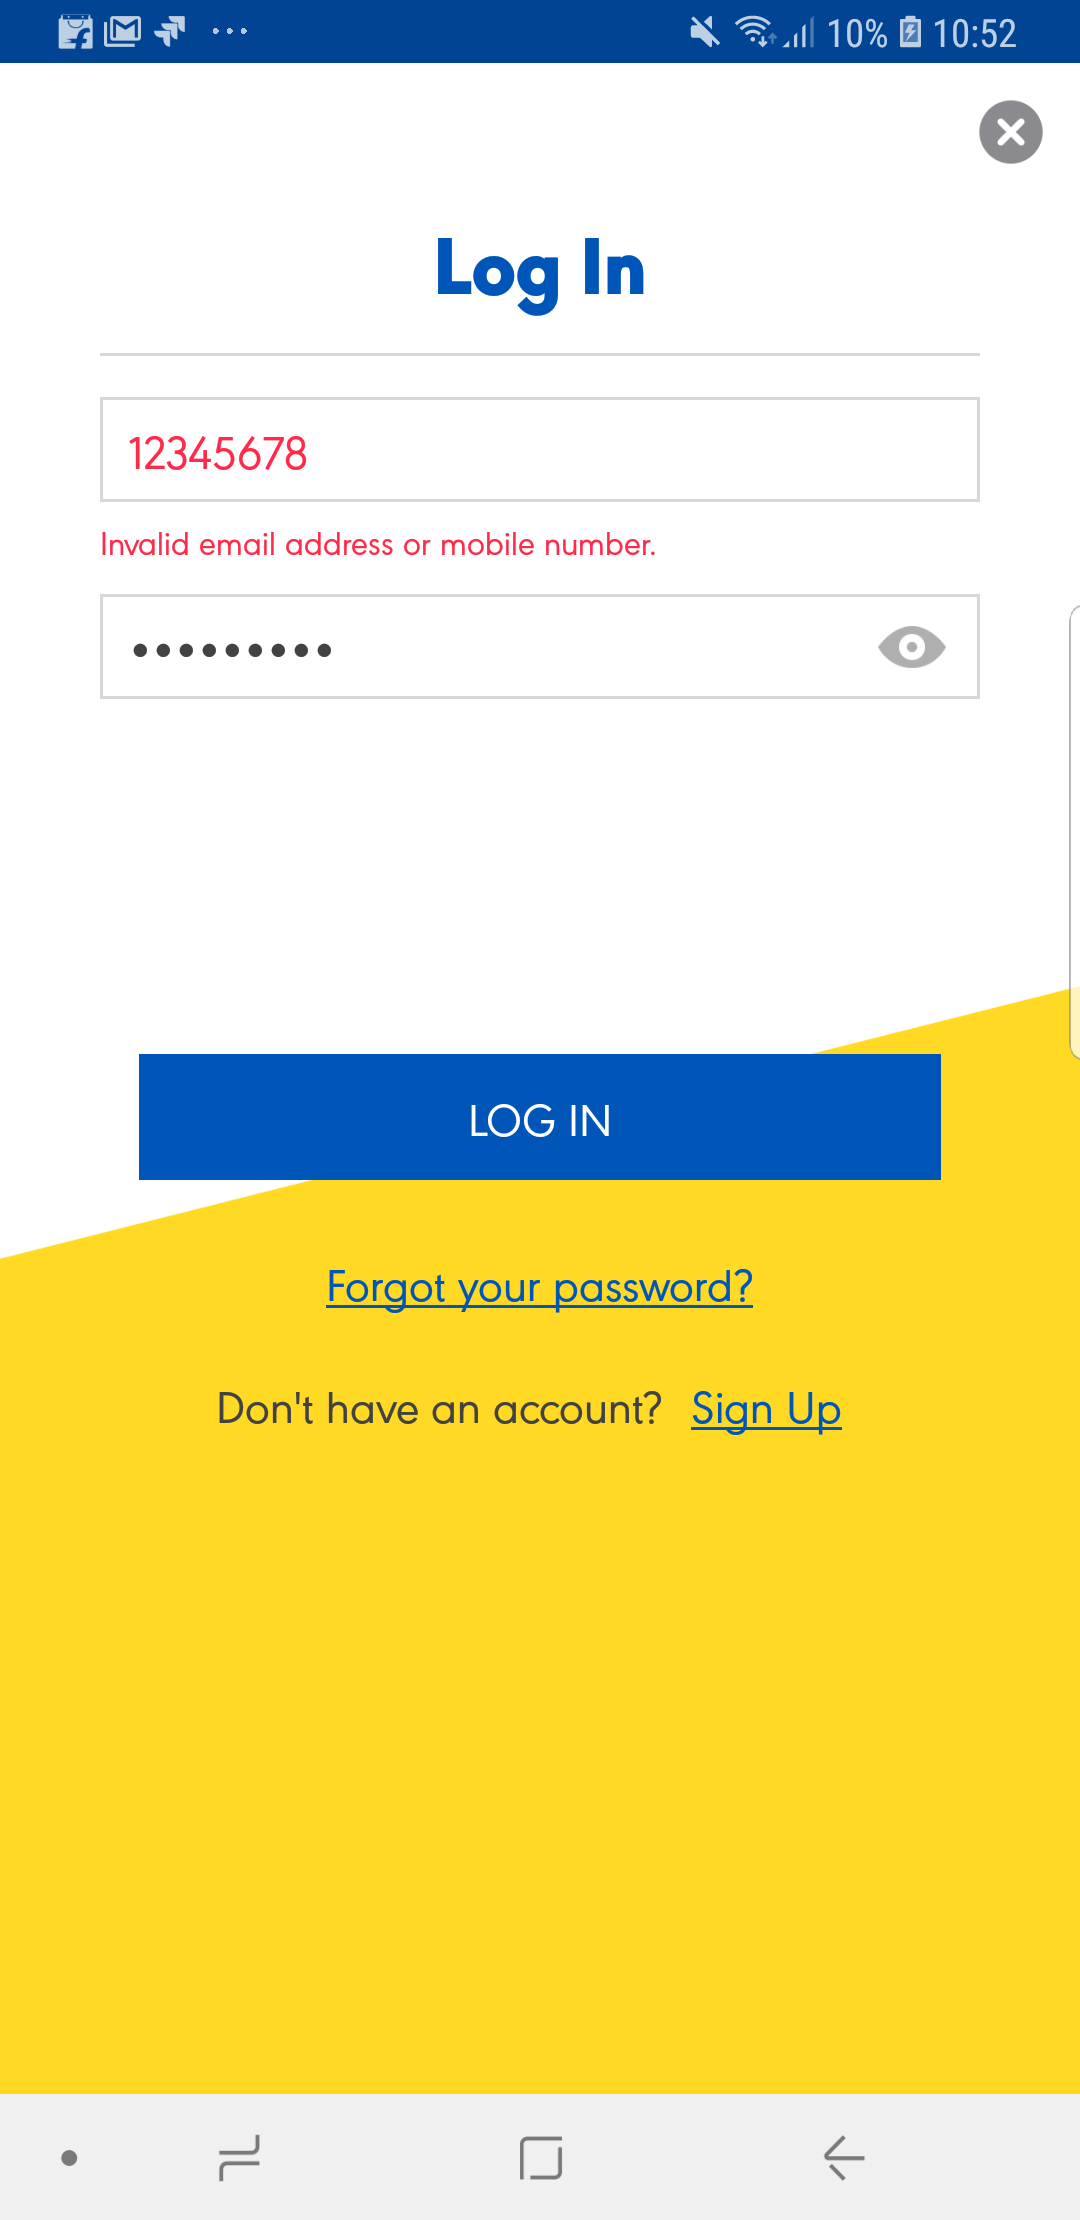 10% 10:52
Log In
12345678
Invalid email address or mobile number.
•••••••••
LOG IN
Forgot your password?
Don't have an account? Sign Up